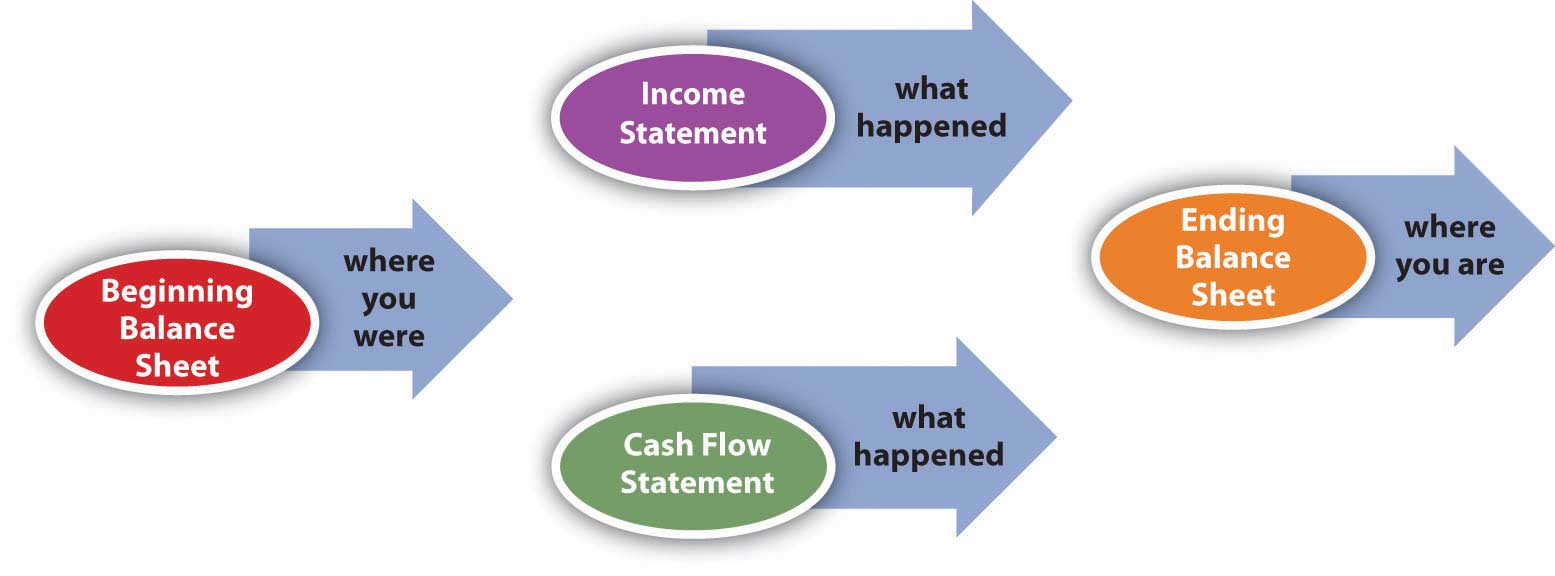 Beginning
Balance
Sheet
where
you
were
Income
Statement
what
happened
Cash Flow
Statement
what
happened
Ending
Balance
Sheet
where
you are